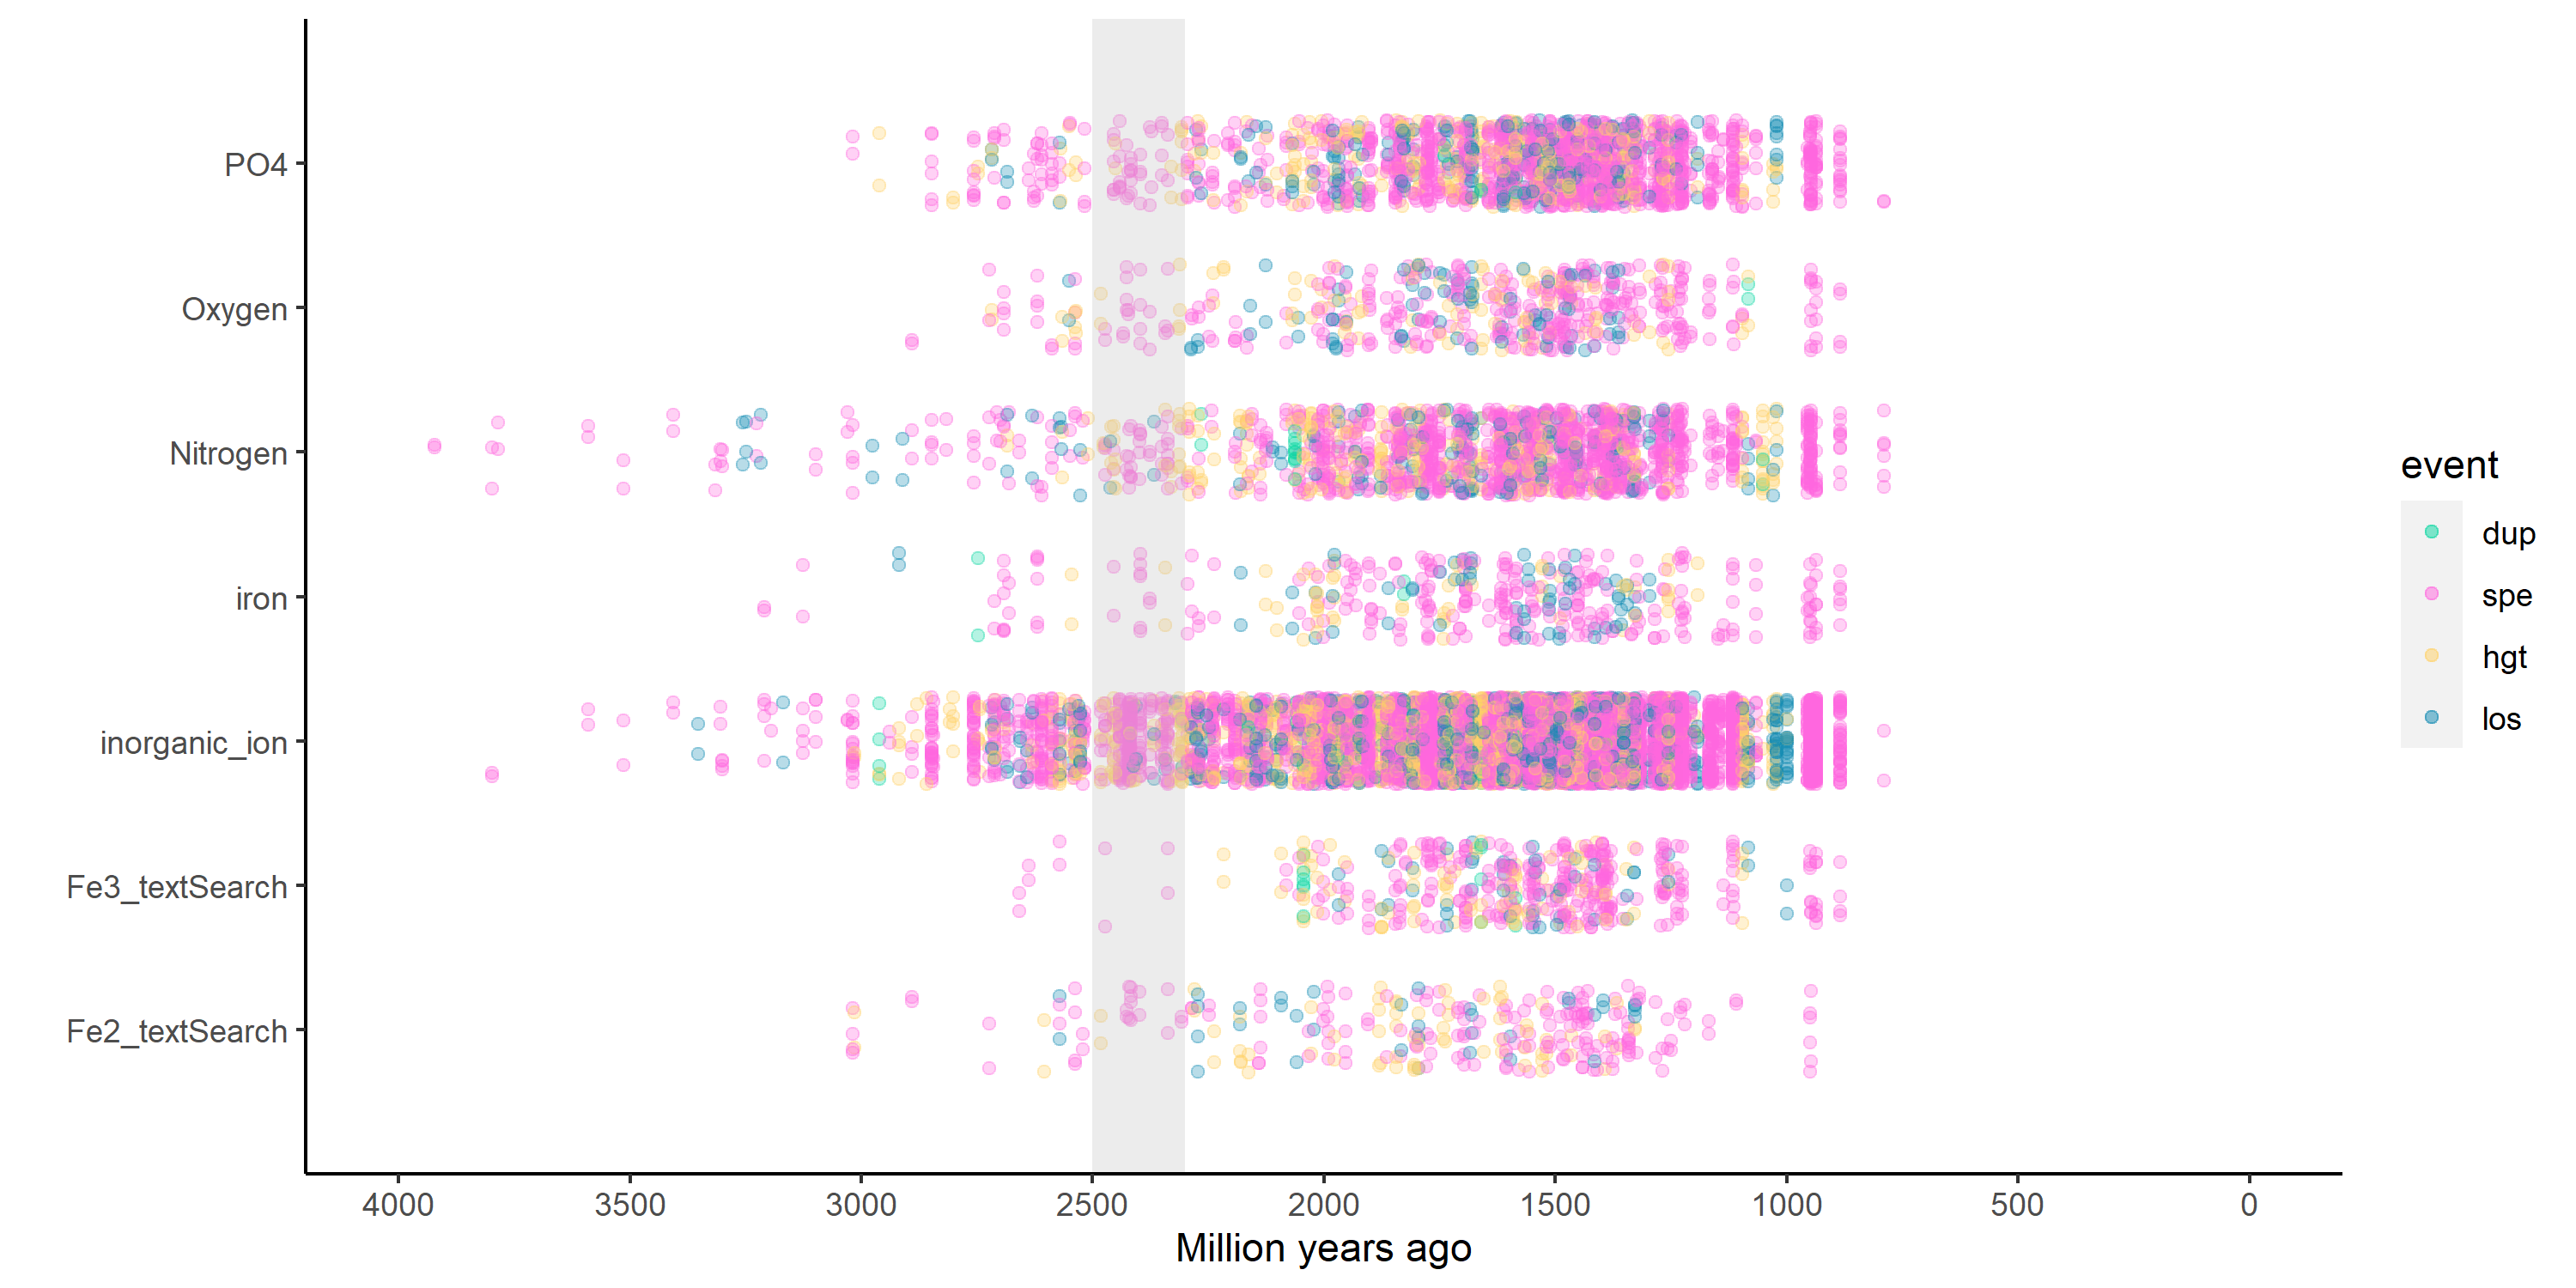 PO4
Oxygen
Nitrogen
iron
inorganic_ion
Fe3_textSearch
Fe2_textSearch
4000 3500 3000 2500 2000 1500 1000 500 0
Million years ago
event
dup
spe
hgt
los